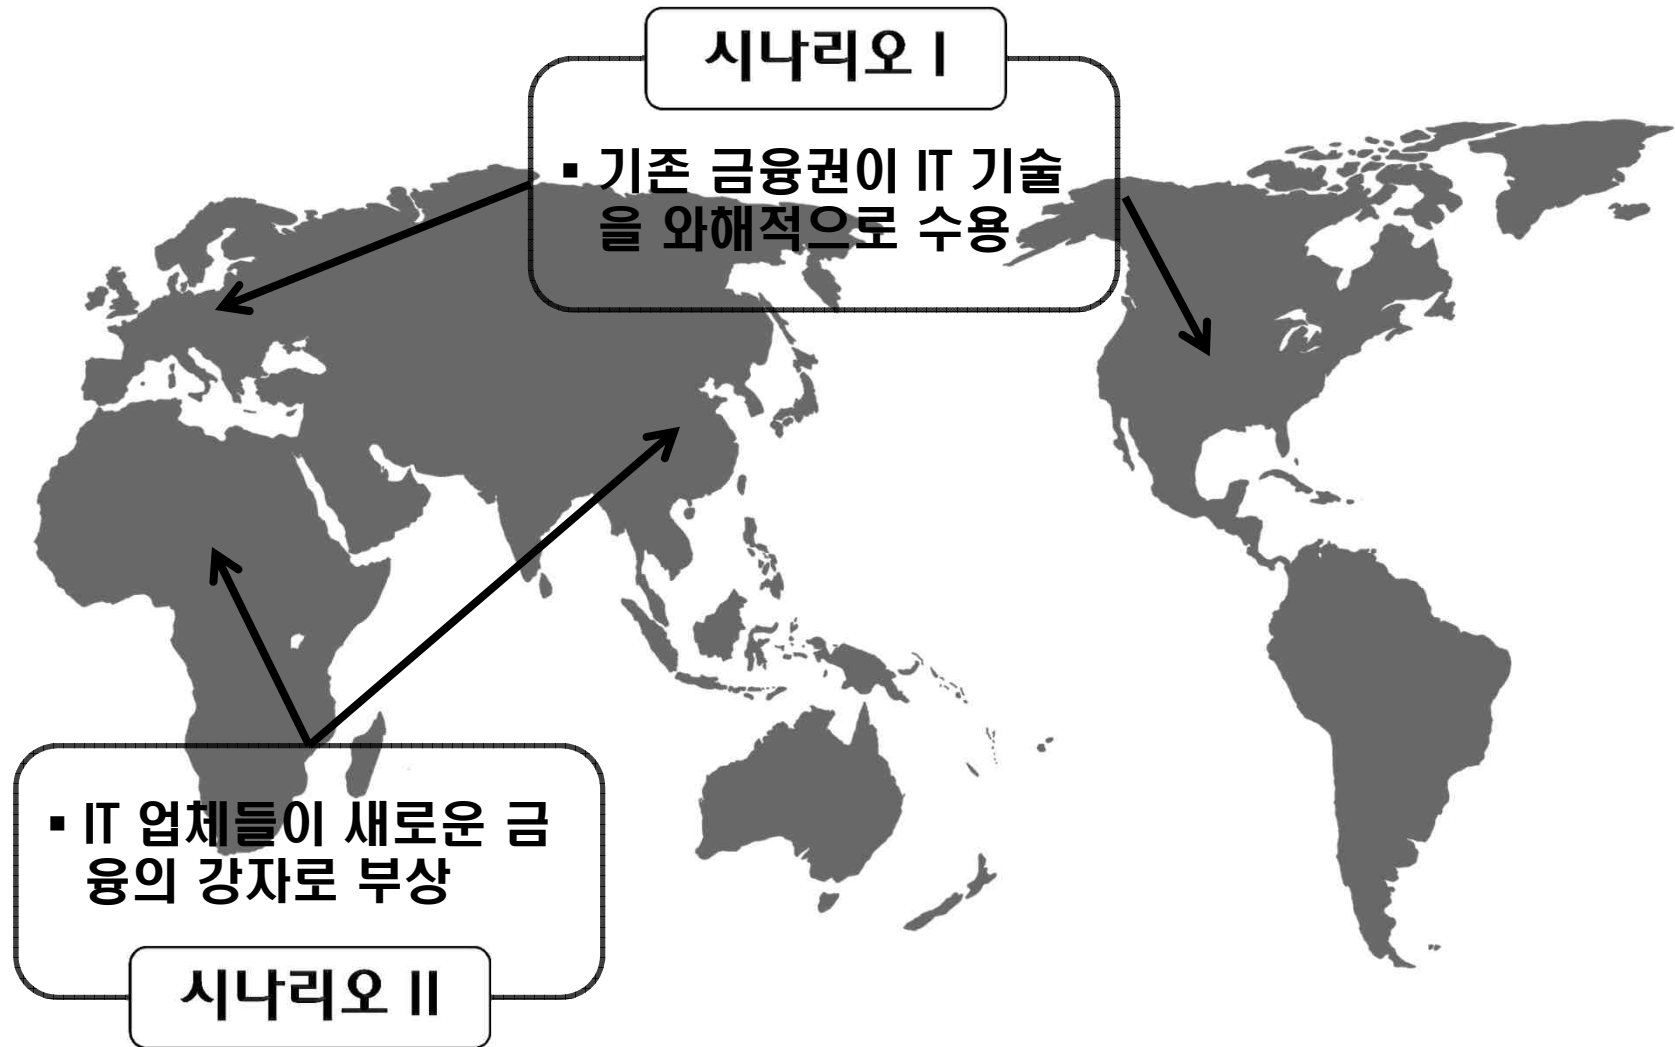 시나리오 I
▪ 기존 금융권이 IT 기술
을 와해적으로 수용
▪ IT 업체들이 새로운 금
융의 강자로 부상
시나리오 II